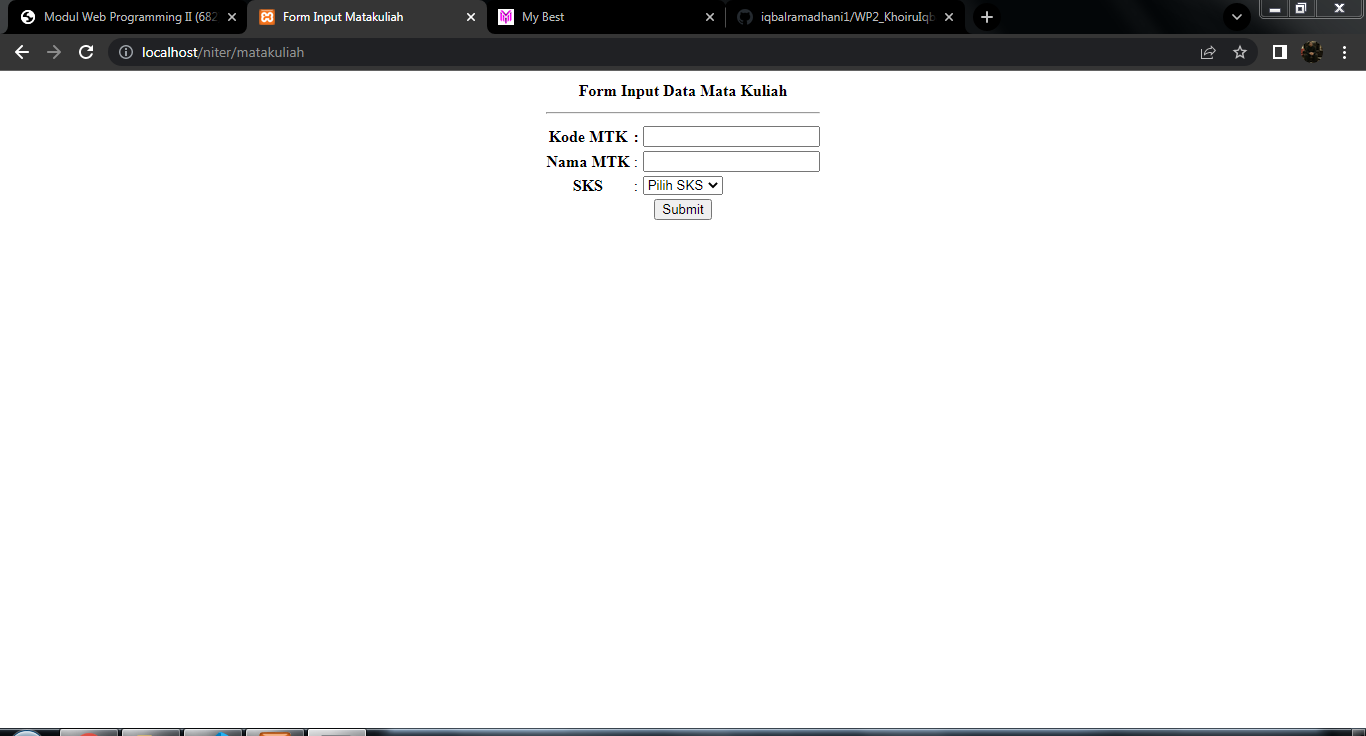 Modul Web Programming II (682
Form Input Matakuliah
My Best
iqbalramadhani1/WP2_KhoiruIqb
localhost/niter/matakuliah
Form Input Data Mata Kuliah
Kode MTK :
Nama MTK :
SKS : Pilih SKS
Submit